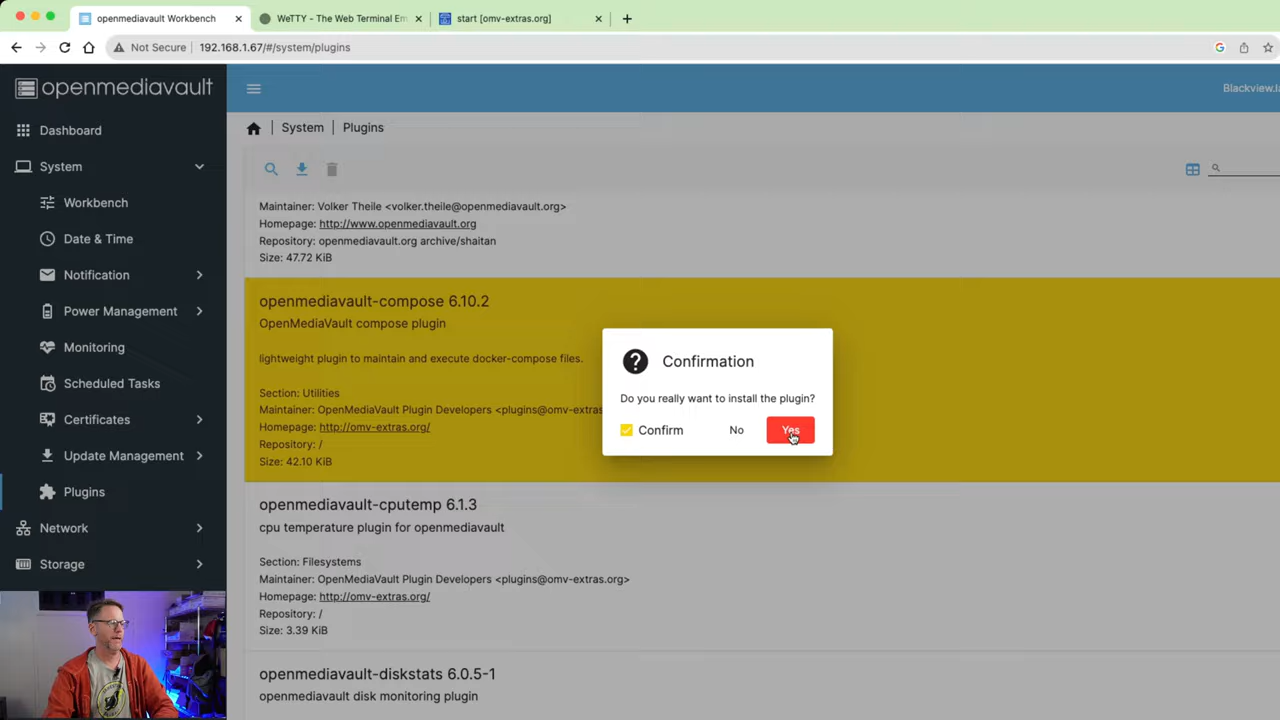 openmediavault Workbench
WeTTY - The Web Terminal Em
start [omv-extras.org]
Not Secure
192.168.1.67/#/system/plugins
openmediavault
Blackview.la
Dashboard
System
Workbench
Date & Time
Notification
Power Management
Monitoring
Scheduled Tasks
Certificates
Update Management
Plugins
Network
Storage
System | Plugins
Maintainer: Volker Theile <volker.theile@openmediavault.org>
Homepage: http://www.openmediavault.org
Repository: openmediavault.org archive/shaitan
Size: 47.72 KiB
openmediavault-compose 6.10.2
OpenMediaVault compose plugin
lightweight plugin to maintain and execute docker-compose files.
Section: Utilities
Maintainer: OpenMediaVault Plugin Developers <plugins@omv-extras
Homepage: http://omv-extras.org/
Repository: /
Size: 42.10 KiB
openmediavault-cputemp 6.1.3
cpu temperature plugin for openmediavault
Section: Filesystems
Maintainer: OpenMediaVault Plugin Developers <plugins@omv-extras.org>
Homepage: http://omv-extras.org/
Repository: /
Size: 3.39 KiB
openmediavault-diskstats 6.0.5-1
openmediavault disk monitoring plugin
Confirmation
Do you really want to install the plugin?
Confirm
No
Yes